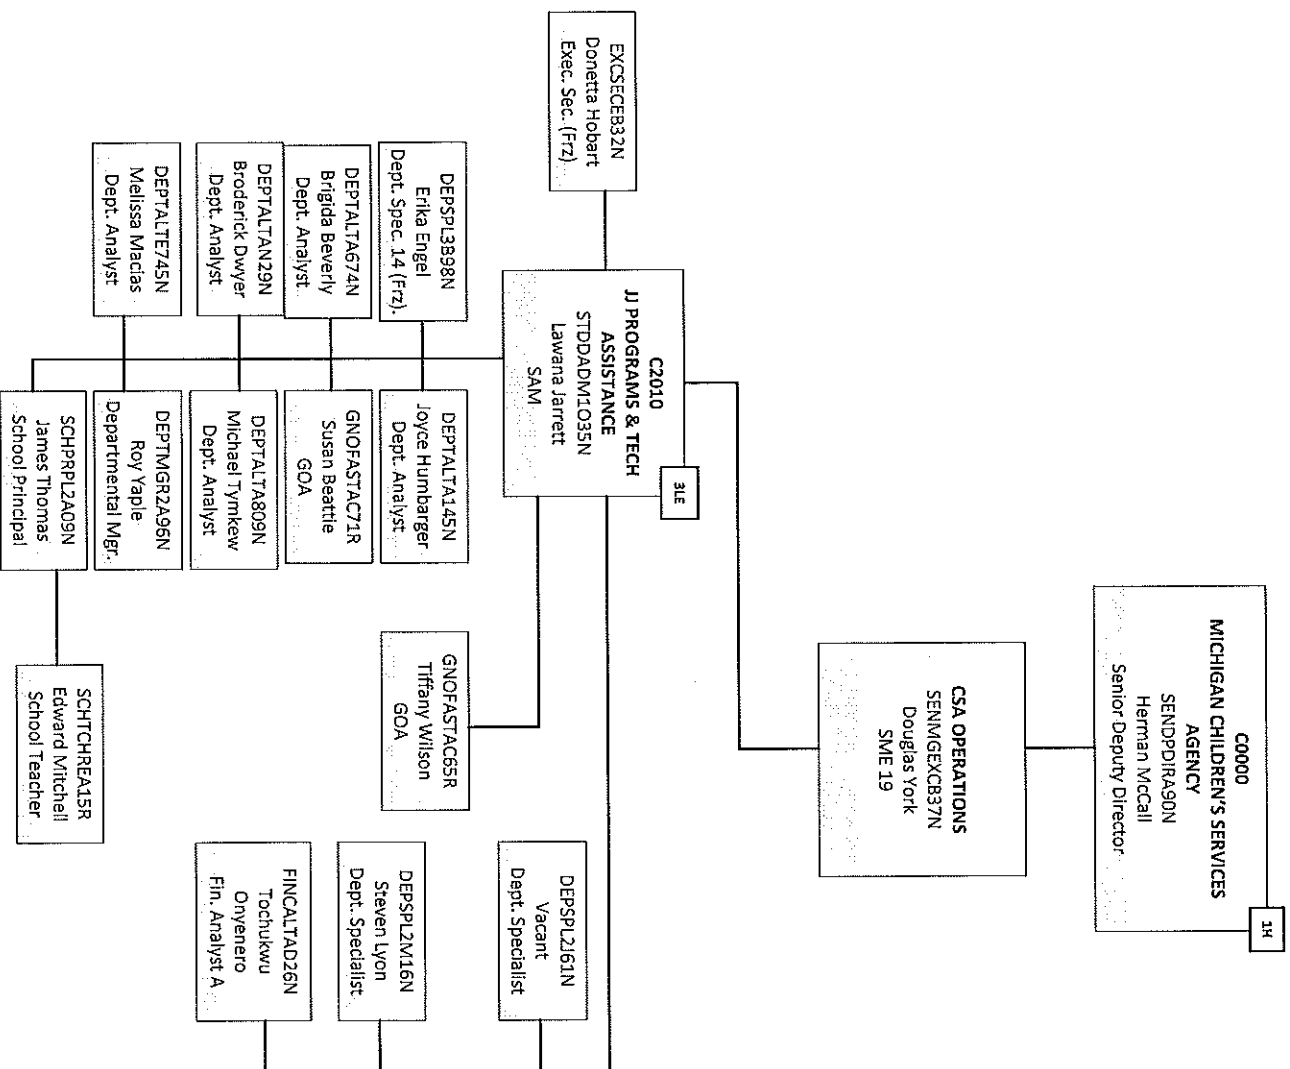 C0000
MICHIGAN CHILDREN'S SERVICES
AGENCY
SENDPDIRA90N
Herman McCall
Senior Deputy Director
1H
CSA OPERATIONS
SENMGEXCB37N
Douglas York
SME 19
C2010
JJ PROGRAMS & TECH
ASSISTANCE
STDDADM1O35N
Lawana Jarrett
SAM
3LE
EXCSECEB32N
Donetta Hobart
Exec. Sec. (Frz)
DEPSPL3B98N
Erika Engel
Dept. Spec. 14 (Frz).
DEPTALTA145N
Joyce Humbarger
Dept. Analyst
DEPTALTA674N
Brigida Beverly
Dept. Analyst
GNOFASTAC71R
Susan Beattie
GOA
DEPTALTAN29N
Broderick Dwyer
Dept. Analyst
DEPTALTA809N
Michael Tymkew
Dept. Analyst
DEPTALTE745N
Melissa Macias
Dept. Analyst
DEPTMGR2A96N
Roy Yaple
Departmental Mgr.
SCHPRPL2A09N
James Thomas
School Principal
SCHTCHREA15R
Edward Mitchell
School Teacher
GNOFASTAC65R
Tiffany Wilson
GOA
DEPSPL2J61N
Vacant
Dept. Specialist
DEPSPL2M16N
Steven Lyon
Dept. Specialist
FINCALTAD26N
Tochukwu
Onyenero
Fin. Analyst A